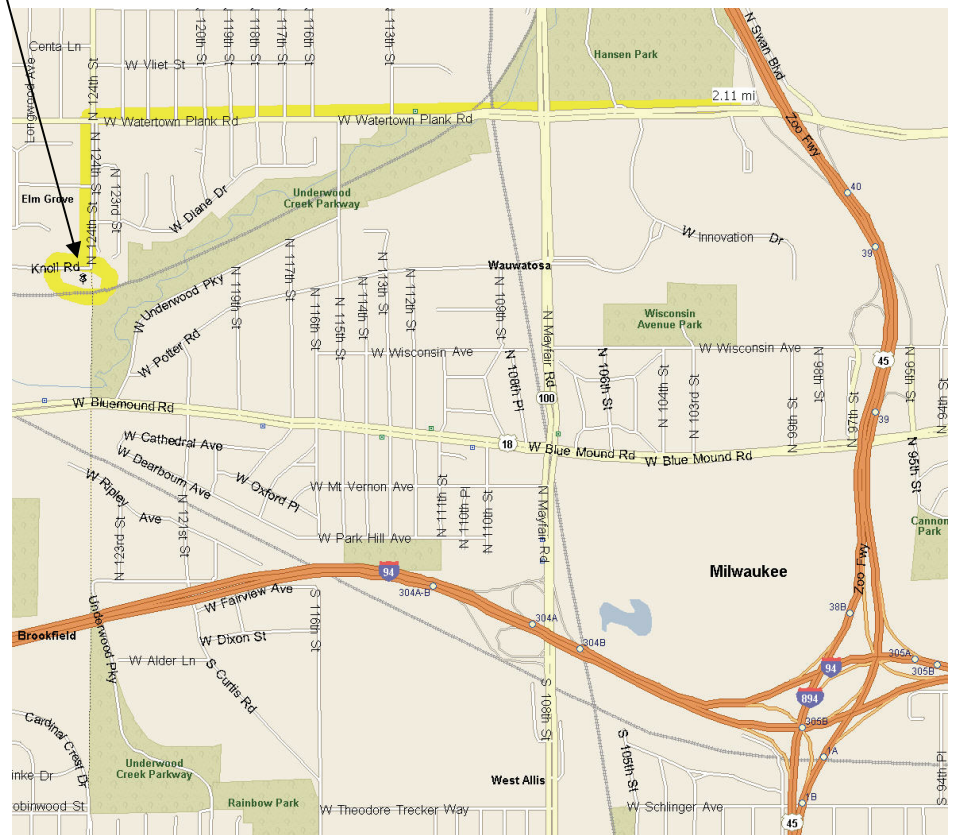 N 120th St
N 119th St
N 118th St
N 117th St
N 116th St
N 113th St
N Swan Blvd
Centa Ln
Longwood Ave
N 124th St
W Vliet St
Hansen Park
2.11 mi
W Watertown Plank Rd
W Watertown Plank Rd
Zoo Fwy
N 124th St
N 124th St
N 123rd St
Elm Grove
W Diane Dr
Underwood
Creek Parkway
40
W Innovation Dr
39
Knoll Rd
Wauwatosa
W Underwood Pky
N 119th St
N 117th St
N 116th St
N 115th St
N 114th St
N 113th St
N 112th St
N 109th St
N Mayfair Rd
Wisconsin
Avenue Park
W Potter Rd
W Wisconsin Ave
N 108th Pl
N 106th St
N 104th St
N 103rd St
W Wisconsin Ave
N 99th St
N 98th St
N 97th St
45
N 95th St
N 94th St
100
39
W Bluemound Rd
18
W Blue Mound Rd
W Blue Mound Rd
N 95th St
W Cathedral Ave
W Dearbourn Ave
W Oxford Pl
W Ripley Ave
W Mt Vernon Ave
N 111th St
N 110th Pl
N 110th St
N Mayfair Rd
Cannon
Park
N 123rd St
N 121st St
W Park Hill Ave
94
304A-B
Milwaukee
Zoo Fwy
W Fairview Ave
304A
38B
Underwood Pky
Brookfield
W Dixon St
S 116th St
304B
W Alder Ln
S Curtis Rd
94
305A
305B
894
S 108th St
305B
Cardinal Crest Dr
S 105th St
1A
S 94th Pl
inke Dr
Underwood
Creek Parkway
West Allis
obinwood St
Rainbow Park
W Theodore Trecker Way
W Schlinger Ave
1B
45